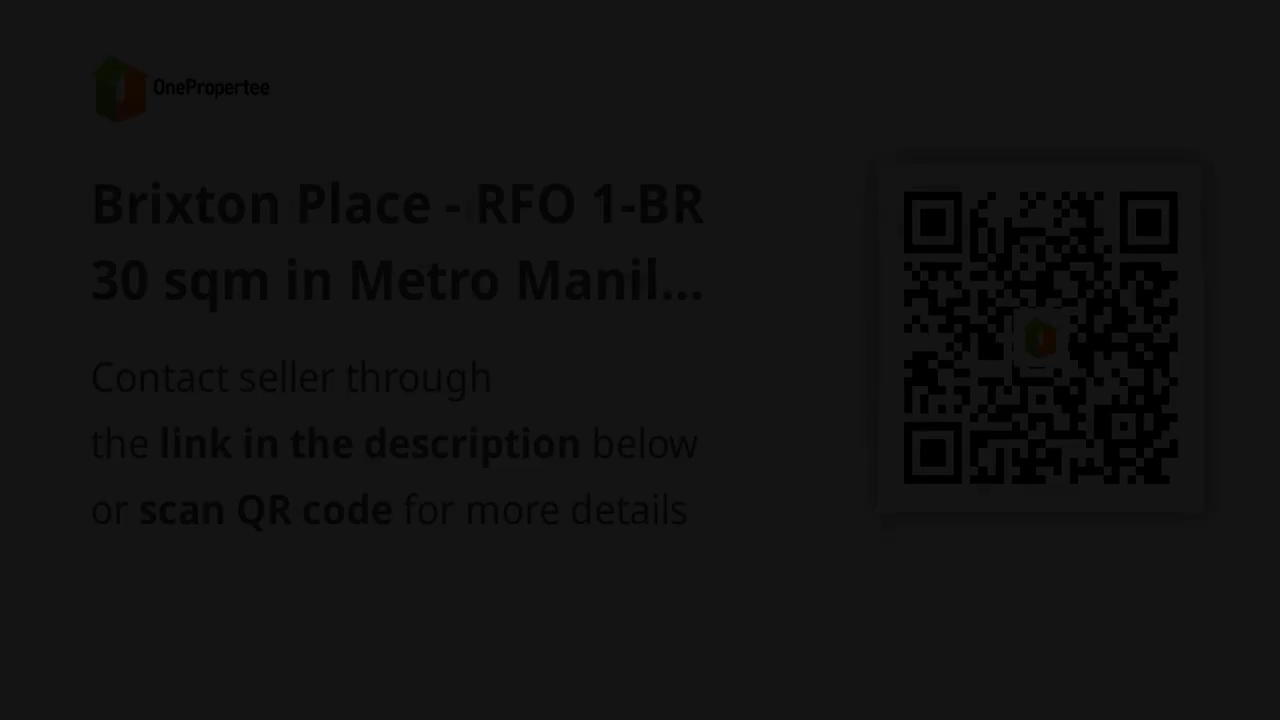 OnePropertee
Brixton Place - RFO 1-BR
30 sqm in Metro Manil...
Contact seller through
the link in the description below
or scan QR code for more details